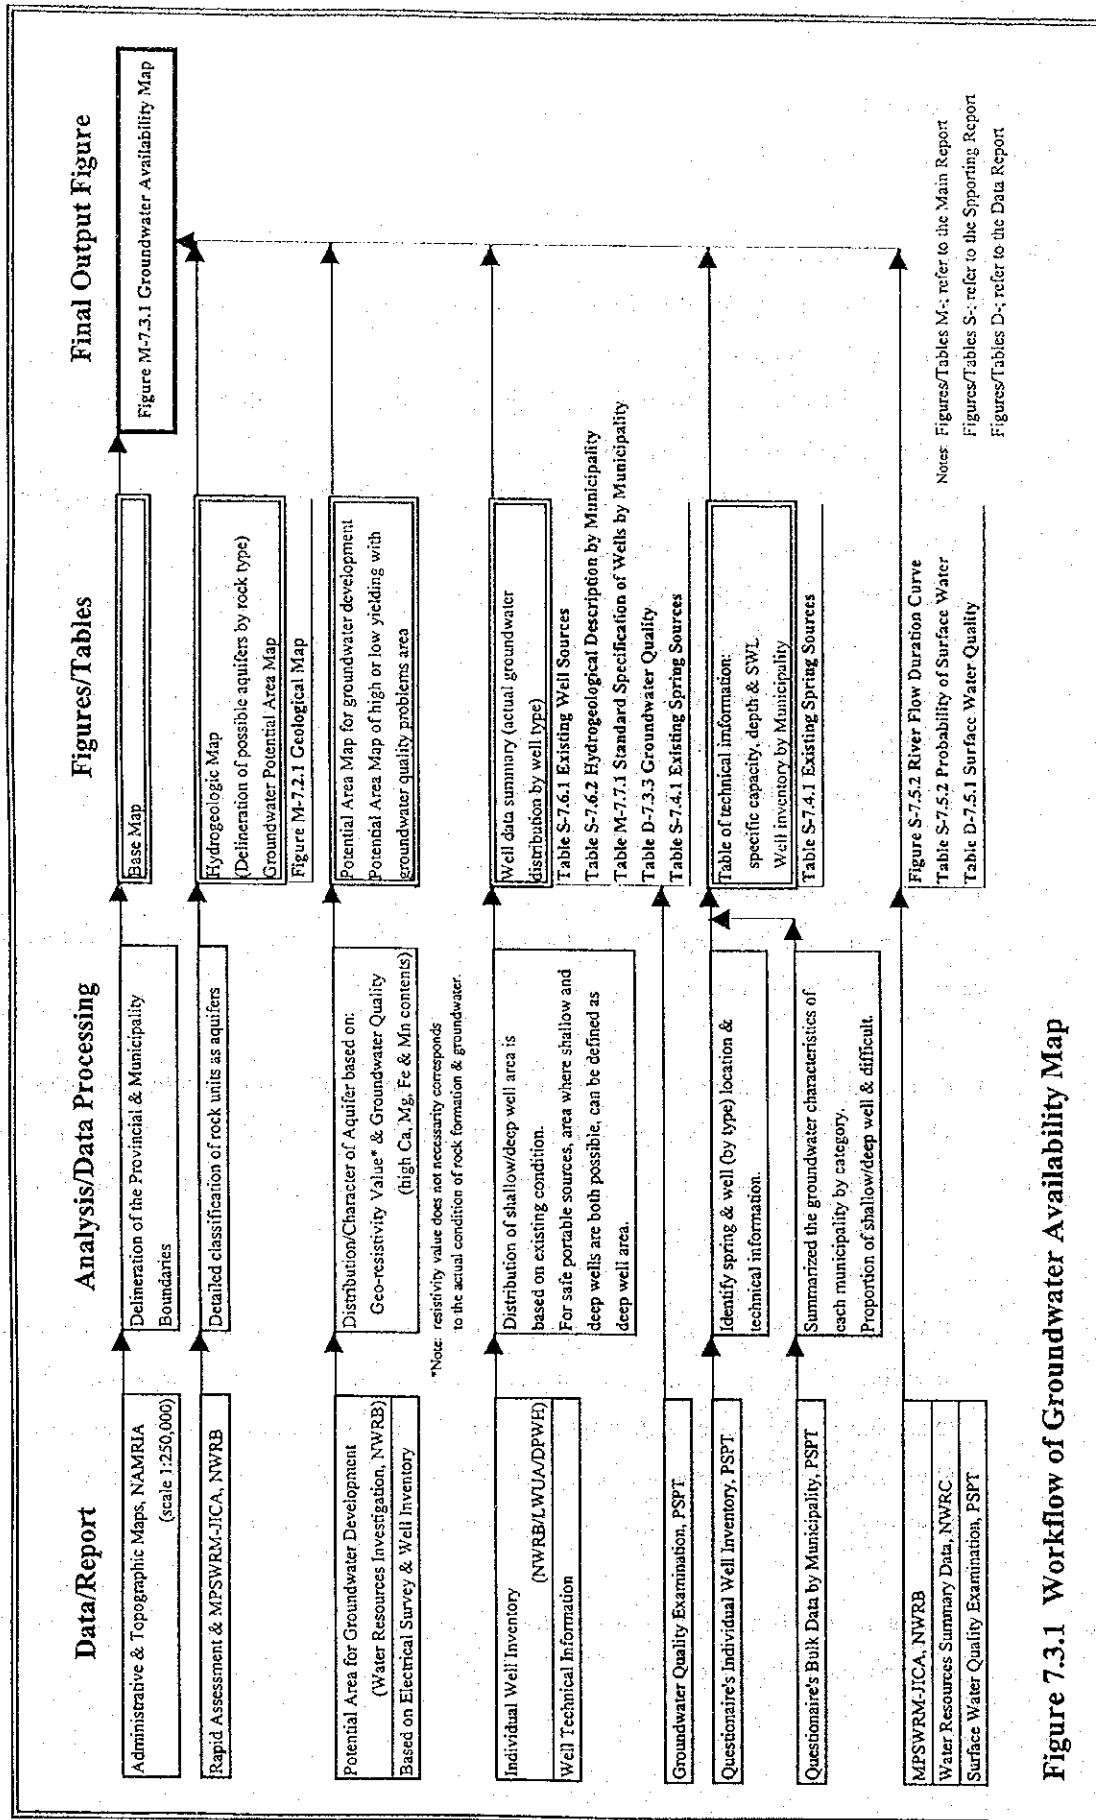 Data/Report
Analysis/Data Processing
Figures/Tables
Final Output Figure
Administrative & Topographic Maps, NAMRIA
(scale 1:250,000)
Delineration of the Provincial & Municipality
Boundaries
Base Map
Figure M-7.3.1 Groundwater Availability Map
Rapid Assessment & MPSWRM-JICA, NWRB
Detailed classification of rock units as aquifers
Hydrogeologic Map
(Delineration of possible aquifers by rock type)
Groundwater Potential Area Map
Figure M-7.2.1 Geological Map
Potential Area for Groundwater Development
(Water Resources Investigation, NWRB)
Based on Electrical Survey & Well Inventory
Distribution/Character of Aquifer based on:
Geo-resistivity Value* & Groundwater Quality
(high Ca, Mg, Fe & Mn contents)
*Note: resistivity value does not necessarity corresponds
to the actual condition of rock formation & groundwater.
Potential Area Map for groundwater development
Potential Area Map of high or low yielding with
groundwater quality problems area
Individual Well Inventory
(NWRB/LWUA/DPWH)
Well Technical Information
Distribution of shallow/deep well area is
based on existing condition.
For safe portable sources, area where shallow and
deep wells are both possible, can be defined as
deep well area.
Well data summary (actual groundwater
distribution by well type)
Table S-7.6.1 Existing Well Sources
Table S-7.6.2 Hydrogeological Description by Municipality
Table M-7.7.1 Standard Specification of Wells by Municipality
Table D-7.3.3 Groundwater Quality
Table S-7.4.1 Existing Spring Sources
Groundwater Quality Examination, PSPT
Questionaire's Individual Well Inventory, PSPT
Identify spring & well (by type) location &
technical information.
Table of technical imformation:
specific capacity, depth & SWL
Well inventory by Municipality
Table S-7.4.1 Existing Spring Sources
Questionaire's Bulk Data by Municipality, PSPT
Summarized the groundwater characteristics of
each municipality by category.
Proportion of shallow/deep well & difficult.
MPSWRM-JICA, NWRB
Water Resources Summary Data, NWRC
Surface Water Quality Examination, PSPT
Figure S-7.5.2 River Flow Duration Curve
Table S-7.5.2 Probability of Surface Water
Table D-7.5.1 Surface Water Quality
Notes: Figures/Tables M-; refer to the Main Report
Figures/Tables S-; refer to the Spporting Report
Figures/Tables D-; refer to the Data Report
Figure 7.3.1 Workflow of Groundwater Availability Map